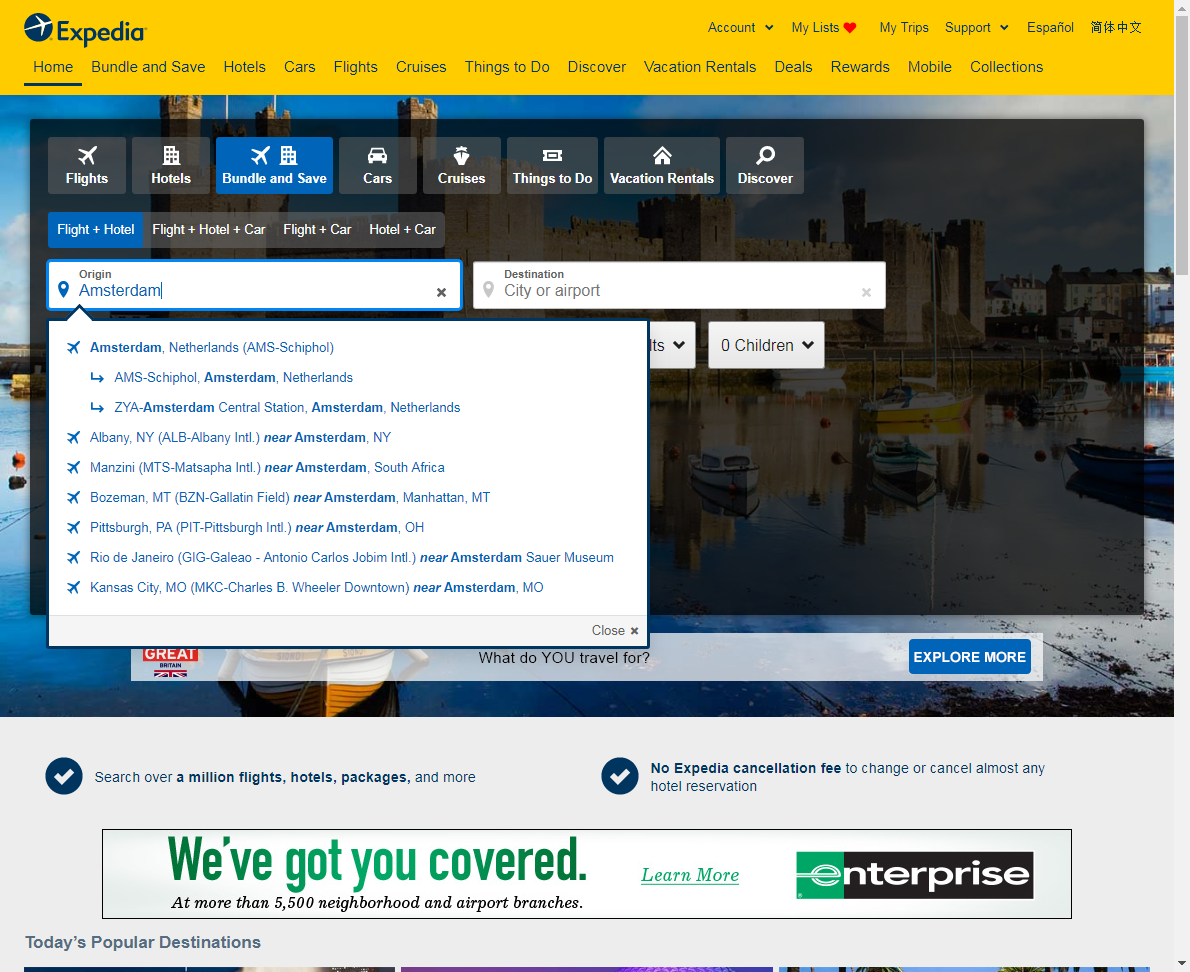 Expedia
Account
My Lists
My Trips
Support
Español
简体中文
Home
Bundle and Save
Hotels
Cars
Flights
Cruises
Things to Do
Discover
Vacation Rentals
Deals
Rewards
Mobile
Collections
Flights
Hotels
Bundle and Save
Cars
Cruises
Things to Do
Vacation Rentals
Discover
Flight + Hotel
Flight + Hotel + Car
Flight + Car
Hotel + Car
Origin
Amsterdam
Destination
City or airport
0 Children
Amsterdam, Netherlands (AMS-Schiphol)
AMS-Schiphol, Amsterdam, Netherlands
ZYA-Amsterdam Central Station, Amsterdam, Netherlands
Albany, NY (ALB-Albany Intl.) near Amsterdam, NY
Manzini (MTS-Matsapha Intl.) near Amsterdam, South Africa
Bozeman, MT (BZN-Gallatin Field) near Amsterdam, Manhattan, MT
Pittsburgh, PA (PIT-Pittsburgh Intl.) near Amsterdam, OH
Rio de Janeiro (GIG-Galeao - Antonio Carlos Jobim Intl.) near Amsterdam Sauer Museum
Kansas City, MO (MKC-Charles B. Wheeler Downtown) near Amsterdam, MO
Close
GREAT
BRITAIN
What do YOU travel for?
EXPLORE MORE
Search over a million flights, hotels, packages, and more
No Expedia cancellation fee to change or cancel almost any
hotel reservation
We've got you covered.
At more than 5,500 neighborhood and airport branches.
Learn More
enterprise
Today's Popular Destinations